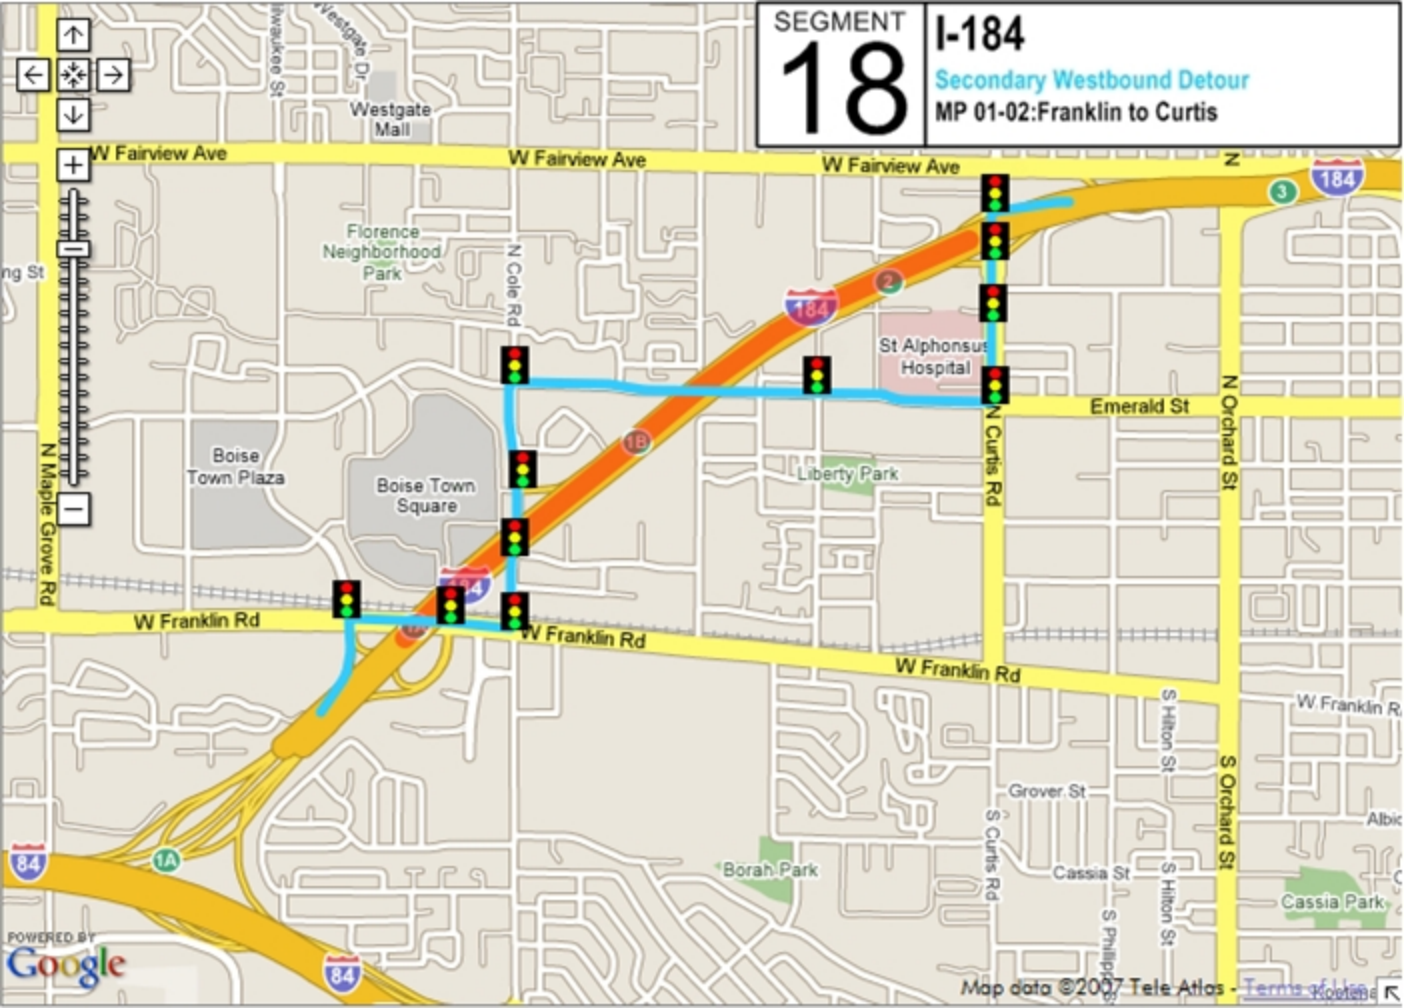 SEGMENT
18
I-184
Secondary Westbound Detour
MP 01-02:Franklin to Curtis
Westgate Dr
Westgate
Mall
W Fairview Ave
W Fairview Ave
W Fairview Ave
N
184
3
Florence
Neighborhood
Park
ng St
N Cole Rd
2
184
St Alphonsus
Hospital
Emerald St
N Orchard St
N Curtis Rd
1B
Boise
Town Plaza
Boise Town
Square
Liberty Park
N Maple Grove Rd
W Franklin Rd
W Franklin Rd
W Franklin Rd
W Franklin R
S Hilton St
Grover St
S Curtis Rd
S Orchard St
84
1A
Borah Park
Cassia St
S Hilton St
Cassia Park
POWERED BY
Google
84
Map data ©2007 Tele Atlas - Terms of Use